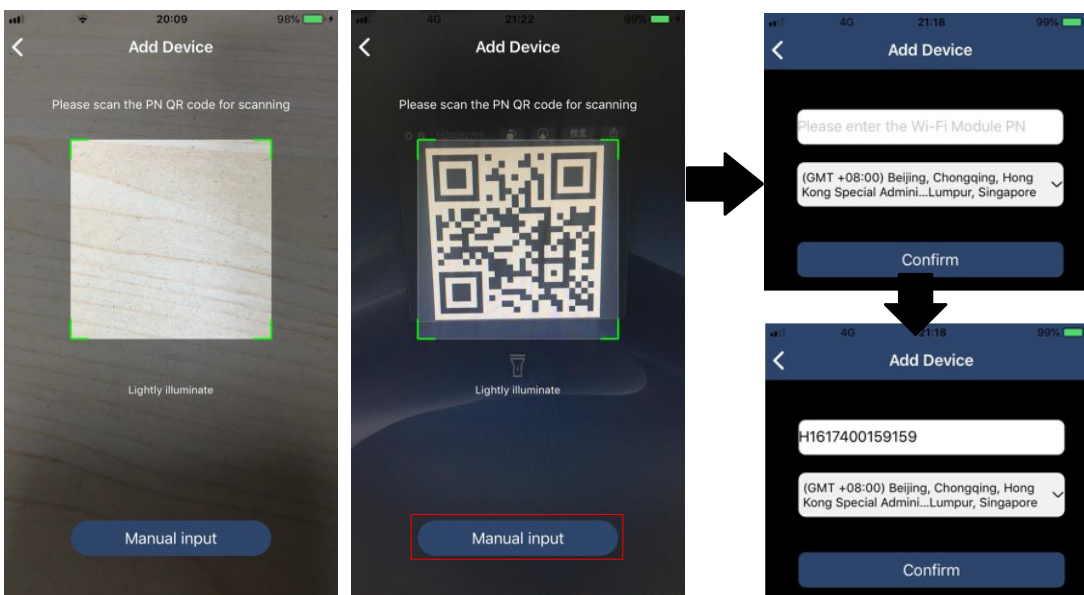 20:09
98%
Add Device
Please scan the PN QR code for scanning
Lightly illuminate
Manual input
4G
21:22
99%
Add Device
Please scan the PN QR code for scanning
Lightly illuminate
Manual input
4G
21:18
99%
Add Device
Please enter the Wi-Fi Module PN
(GMT +08:00) Beijing, Chongqing, Hong
Kong Special Admini...Lumpur, Singapore
Confirm
4G
21:18
99%
Add Device
H1617400159159
(GMT +08:00) Beijing, Chongqing, Hong
Kong Special Admini...Lumpur, Singapore
Confirm